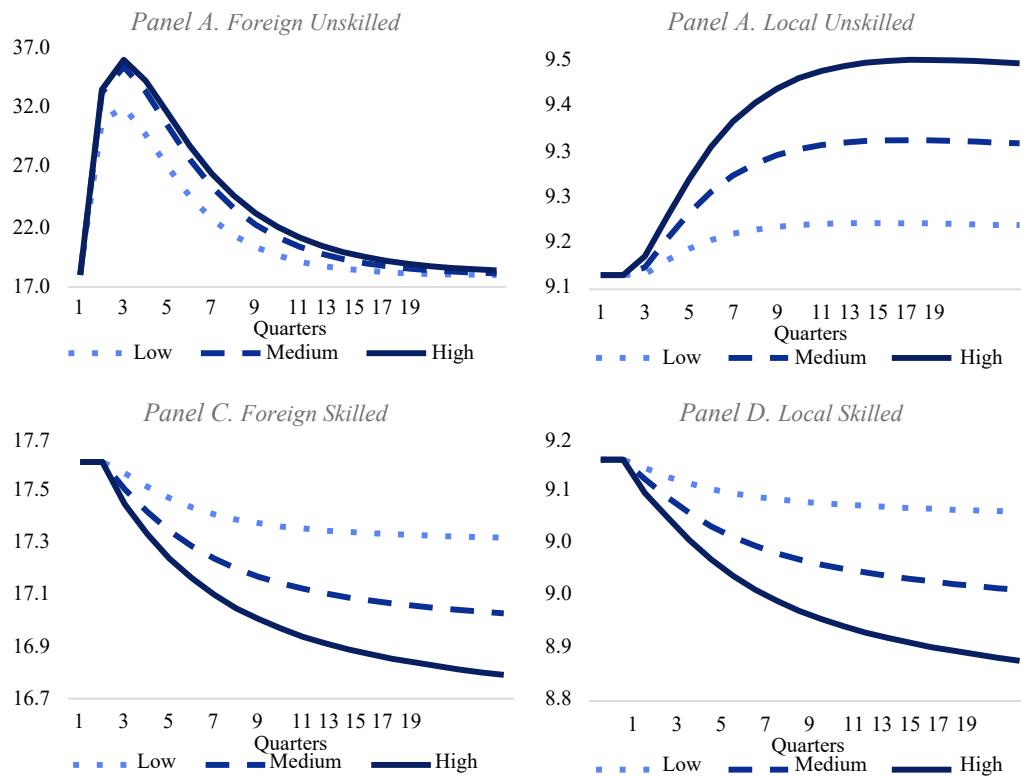 Panel A. Foreign Unskilled
37.0
32.0
27.0
22.0
17.0
1 3 5 7 9 11 13 15 17 19
Quarters
Low Medium High
Panel A. Local Unskilled
9.5
9.4
9.3
9.3
9.2
9.1
1 3 5 7 9 11 13 15 17 19
Quarters
Low Medium High
Panel C. Foreign Skilled
17.7
17.5
17.3
17.1
16.9
16.7
1 3 5 7 9 11 13 15 17 19
Quarters
Low Medium High
Panel D. Local Skilled
9.2
9.1
9.0
9.0
8.9
8.8
1 3 5 7 9 11 13 15 17 19
Quarters
Low Medium High